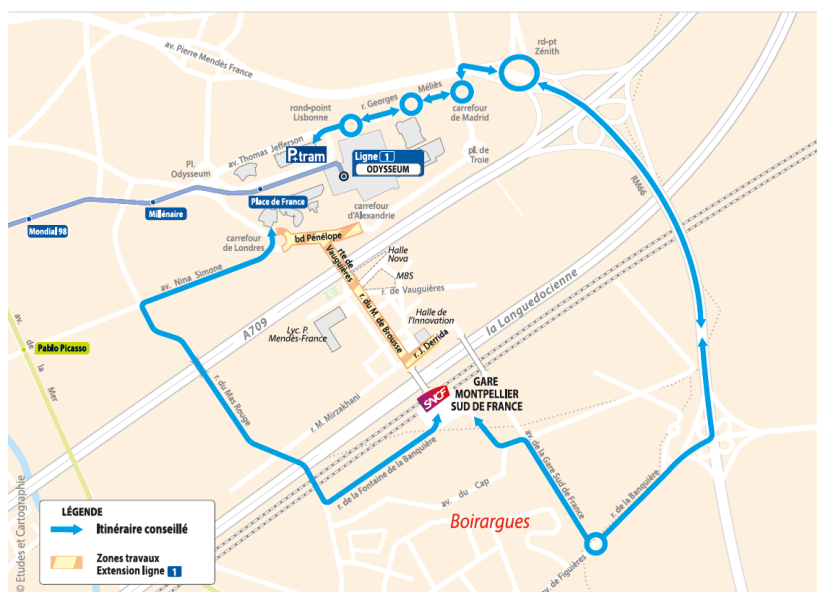 av. Pierre Mendès France
rd-pt
Zénith
rond-point
Lisbonne
r. Georges
Méliès
carrefour
de Madrid
av. Thomas Jefferson
P+tram
Ligne 1
ODYSSEUM
pl. de
Troie
Pl.
Odysseum
RM66
Place de France
Millénaire
Mondial 98
carrefour
d'Alexandrie
carrefour
de Londres
bd Pénélope
Halle
Nova
rte de
Vauguières
MBS
av. Nina Simone
r. de Vauguières
la Languedocienne
A709
r. du M. de Brousse
Halle de
l'Innovation
Lyc. P.
Mendès-France
r. J. Derrida
av.
de
la
Mer
Pablo Picasso
r. du Mas Rouge
r. M. Mirzakhani
SNCF
GARE
MONTPELLIER
SUD DE FRANCE
r. de la Fontaine de la Banquière
av. de la Gare Sud de France
r. de la Banquière
av. du Cap
Boirargues
av. de Figuières
LÉGENDE
Itinéraire conseillé
Zones travaux
Extension ligne 1
© Etudes et Cartographie